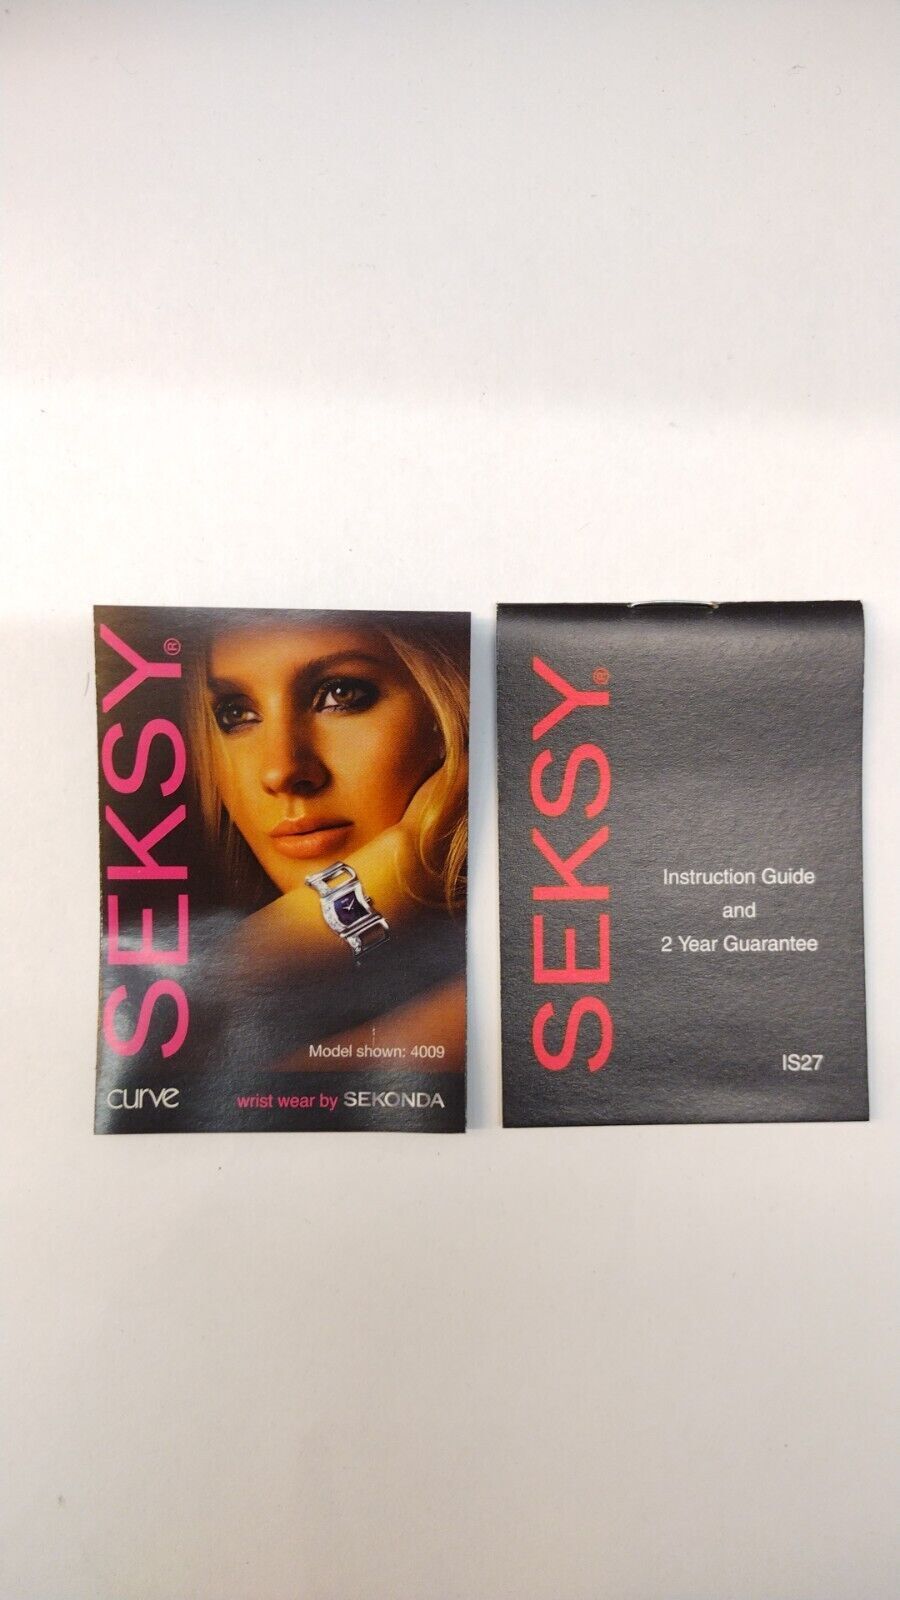 SEKSY®
Model shown: 4009
curve
wrist wear by SEKONDA
SEKSY®
Instruction Guide
and
2 Year Guarantee
IS27